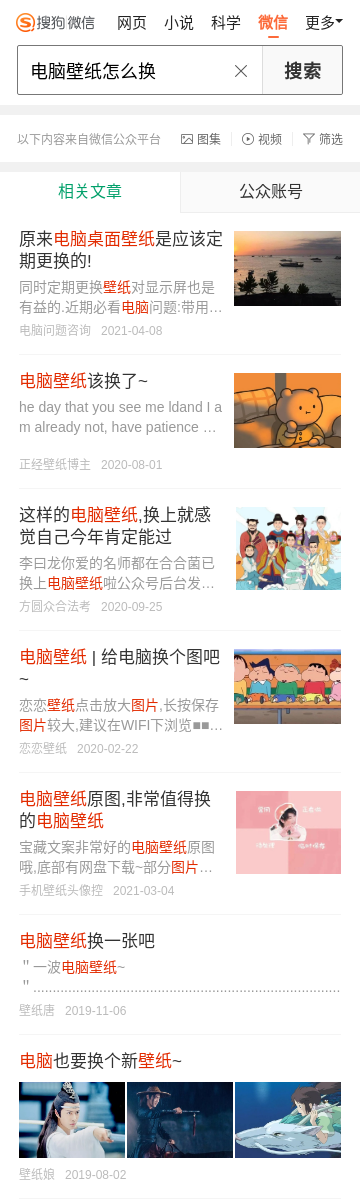 搜狗 微信 网页 小说 科学 微信 更多
电脑壁纸怎么换 搜索
以下内容来自微信公众平台 图集 视频 筛选
相关文章 公众账号
原来电脑桌面壁纸是应该定
期更换的!
同时定期更换壁纸对显示屏也是
有益的.近期必看电脑问题:带用…
电脑问题咨询 2021-04-08
电脑壁纸该换了~
he day that you see me ldand I a
m already not, have patience …
正经壁纸博主 2020-08-01
这样的电脑壁纸,换上就感
觉自己今年肯定能过
李曰龙你爱的名师都在合合菌已
换上电脑壁纸啦公众号后台发…
方圆众合法考 2020-09-25
电脑壁纸 | 给电脑换个图吧
~
恋恋壁纸点击放大图片,长按保存
图片较大,建议在WIFI下浏览■■…
恋恋壁纸 2020-02-22
电脑壁纸原图,非常值得换
的电脑壁纸
宝藏文案非常好的电脑壁纸原图
哦,底部有网盘下载~部分图片…
手机壁纸头像控 2021-03-04
电脑壁纸换一张吧
＂一波电脑壁纸~
＂......................................................................
壁纸唐 2019-11-06
电脑也要换个新壁纸~
壁纸娘 2019-08-02